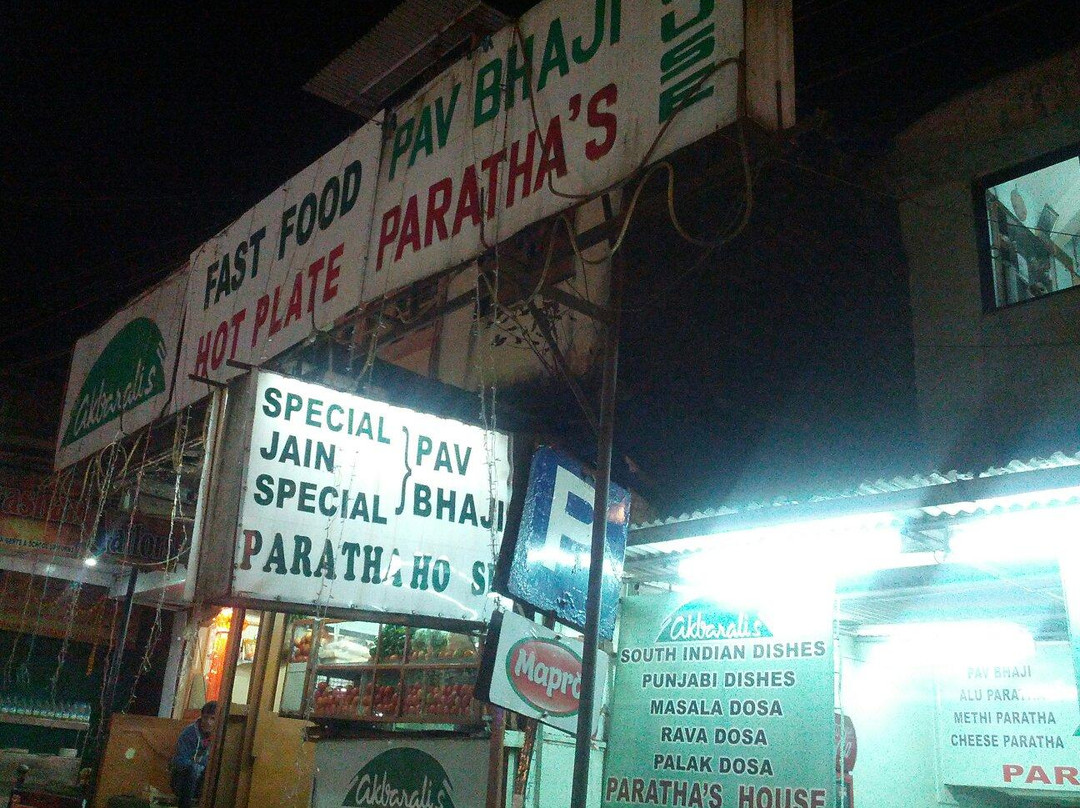 Akbarali's
FAST FOOD
HOT PLATE
PAV BHAJI
PARATHA'S
SPECIAL
JAIN
SPECIAL
PAV
BHAJI
PARATHA HO SE
P
Mapro
Akbarali's
Akbarali's
SOUTH INDIAN DISHES
PUNJABI DISHES
MASALA DOSA
RAVA DOSA
PALAK DOSA
PARATHA'S HOUSE
PAV BHAJI
ALU PARATHA
METHI PARATHA
CHEESE PARATHA
PAR